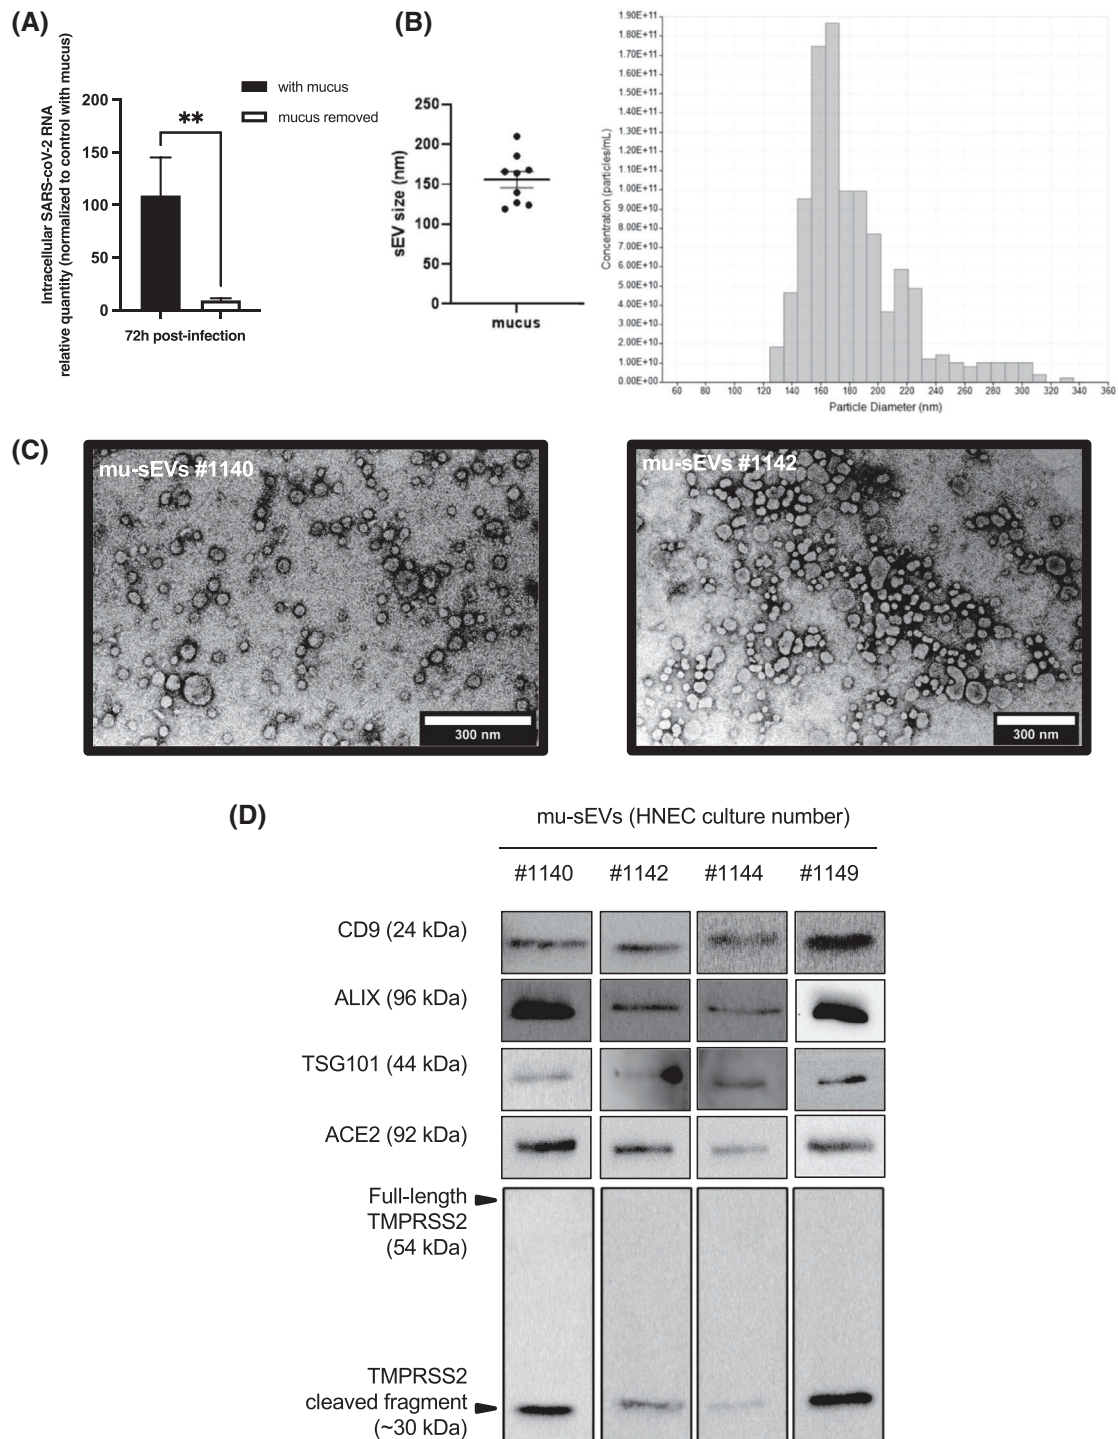 (A)
Intracellular SARS-coV-2 RNA
relative quantity (normalized to control with mucus)
200
150
100
50
0
**
with mucus
mucus removed
72h post-infection
(B)
sEV size (nm)
250
200
150
100
50
0
mucus
Concentration (particles/mL)
1.90E+11
1.80E+11
1.70E+11
1.60E+11
1.50E+11
1.40E+11
1.30E+11
1.20E+11
1.10E+11
1.00E+11
9.00E+10
8.00E+10
7.00E+10
6.00E+10
5.00E+10
4.00E+10
3.00E+10
2.00E+10
1.00E+10
0.00E+00
60 80 100 120 140 160 180 200 220 240 260 280 300 320 340 360
Particle Diameter (nm)
(C)
mu-sEVs #1140
300 nm
mu-sEVs #1142
300 nm
(D)
mu-sEVs (HNEC culture number)
#1140 #1142 #1144 #1149
CD9 (24 kDa)
ALIX (96 kDa)
TSG101 (44 kDa)
ACE2 (92 kDa)
Full-length
TMPRSS2
(54 kDa)
TMPRSS2
cleaved fragment
(~30 kDa)